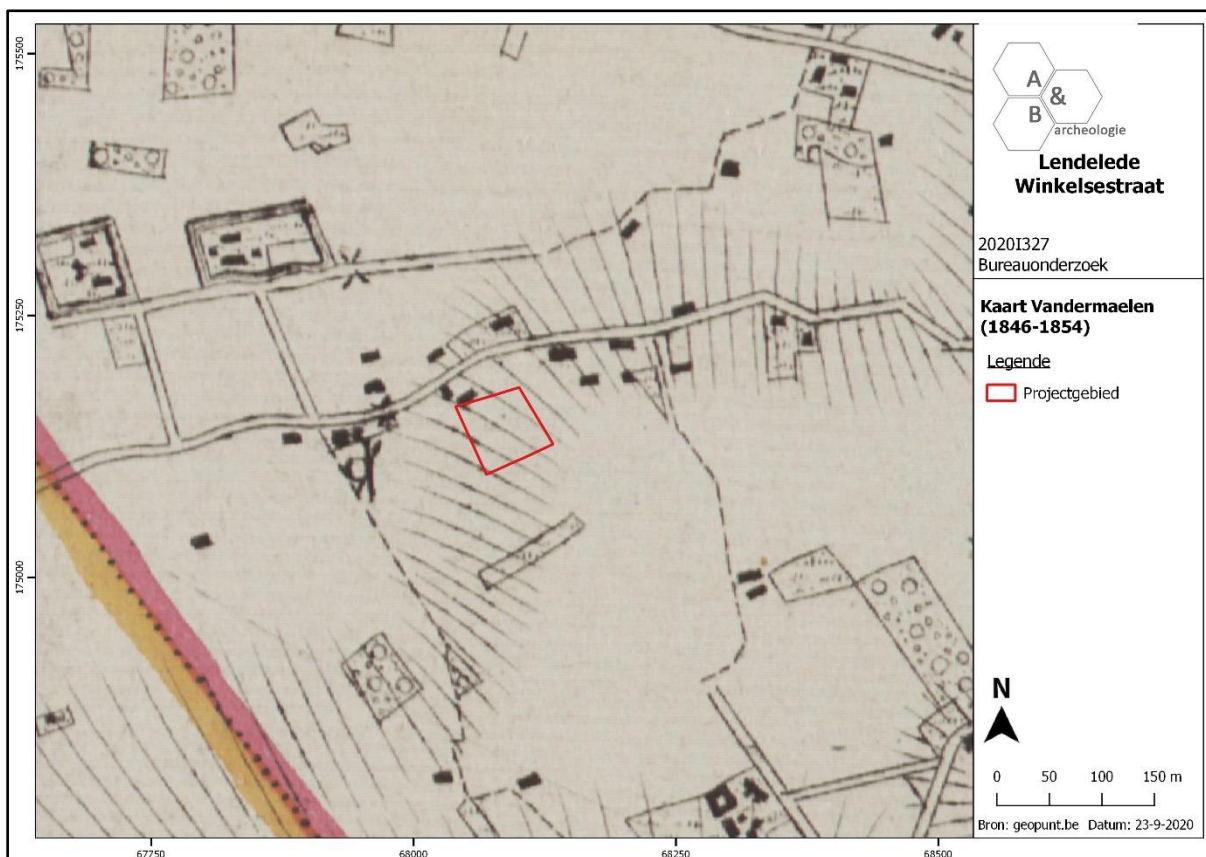 175500
175250
175000
67750
68000
68250
68500
A
&
B
archeologie
Lendelede
Winkelsestraat
2020I327
Bureauonderzoek
Kaart Vandermaelen
(1846-1854)
Legende
Projectgebied
N
0 50 100 150 m
Bron: geopunt.be Datum: 23-9-2020